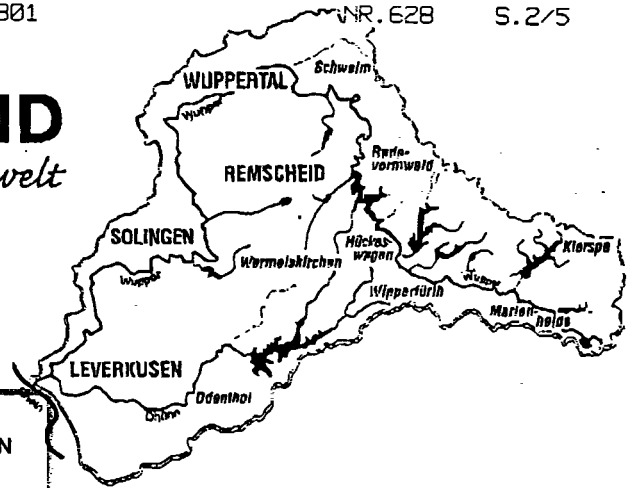 801 NR.628 S.2/5
ID
welt
WUPPERTAL
Schwelm
Wupper
Rade-
vormwald
REMSCHEID
SOLINGEN
Hückes-
wagen
Kierspe
Wermelskirchen
Wupper
Wupper
Wipperfürth
Marien-
heide
LEVERKUSEN
Odenthal
Dhünn
N